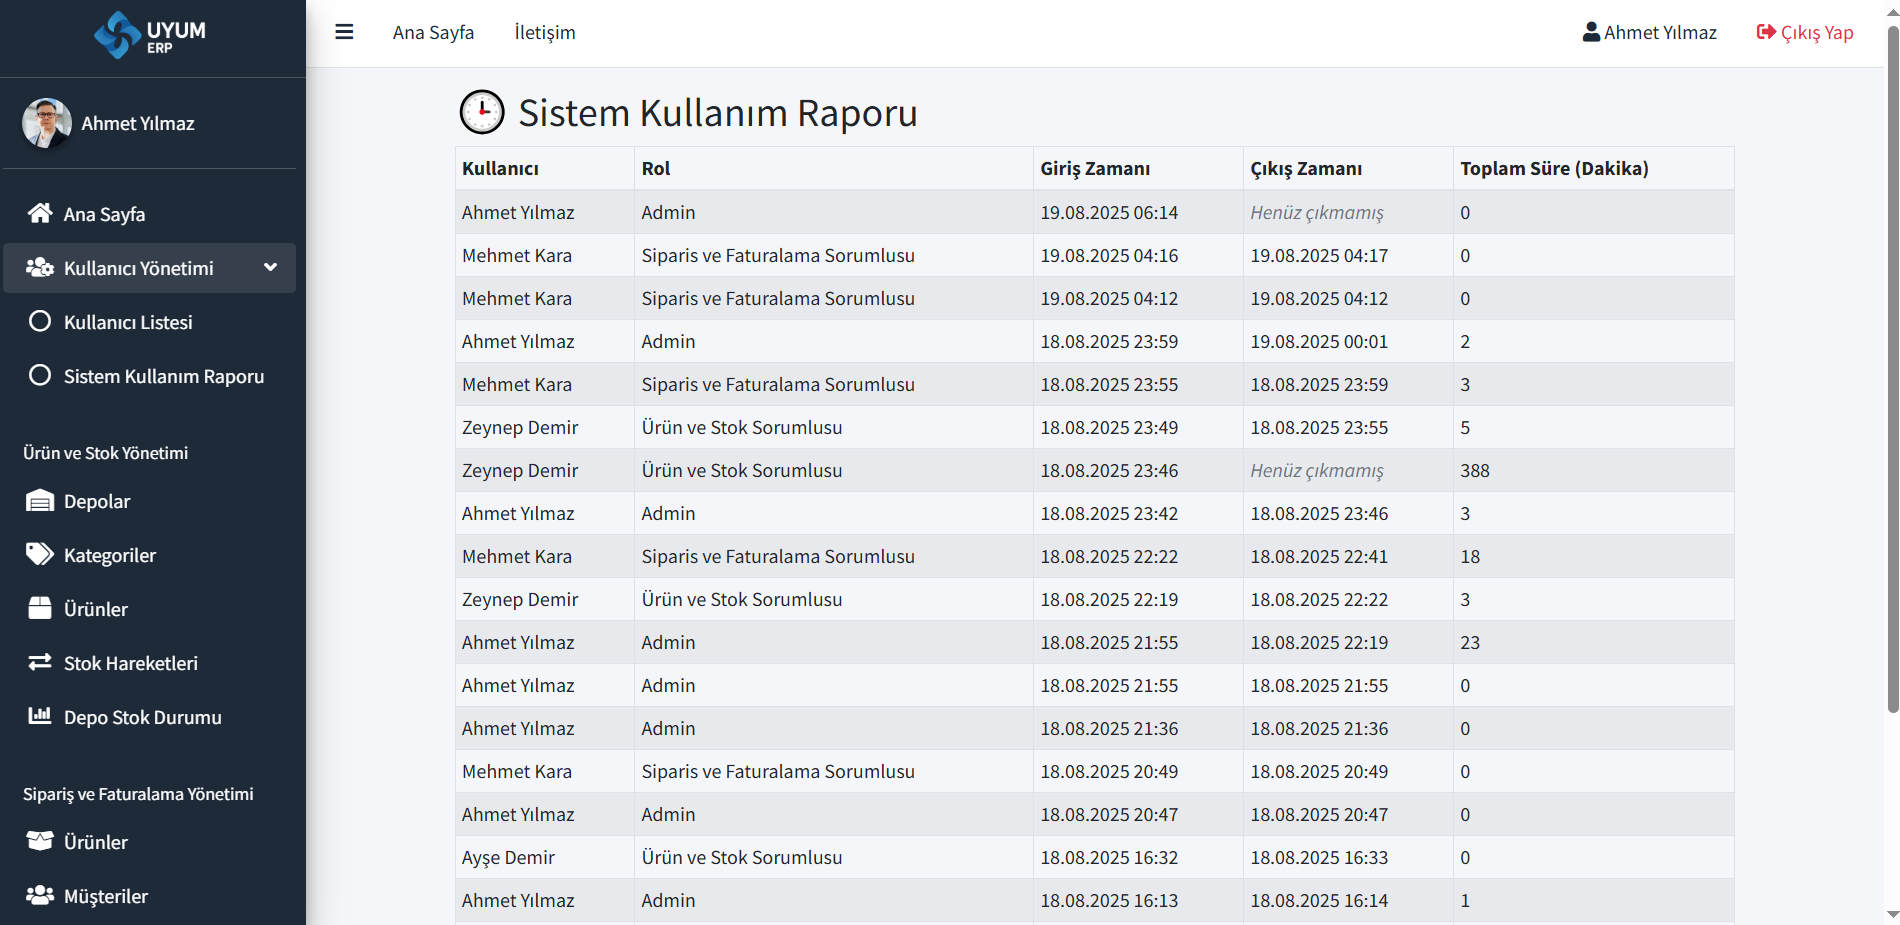 UYUM
ERP
Ana Sayfa İletişim Ahmet Yılmaz Çıkış Yap
Ahmet Yılmaz
Ana Sayfa
Kullanıcı Yönetimi
Kullanıcı Listesi
Sistem Kullanım Raporu
Ürün ve Stok Yönetimi
Depolar
Kategoriler
Ürünler
Stok Hareketleri
Depo Stok Durumu
Sipariş ve Faturalama Yönetimi
Ürünler
Müşteriler
Sistem Kullanım Raporu
Kullanıcı Rol Giriş Zamanı Çıkış Zamanı Toplam Süre (Dakika)
Ahmet Yılmaz Admin 19.08.2025 06:14 Henüz çıkmamış 0
Mehmet Kara Siparis ve Faturalama Sorumlusu 19.08.2025 04:16 19.08.2025 04:17 0
Mehmet Kara Siparis ve Faturalama Sorumlusu 19.08.2025 04:12 19.08.2025 04:12 0
Ahmet Yılmaz Admin 18.08.2025 23:59 19.08.2025 00:01 2
Mehmet Kara Siparis ve Faturalama Sorumlusu 18.08.2025 23:55 18.08.2025 23:59 3
Zeynep Demir Ürün ve Stok Sorumlusu 18.08.2025 23:49 18.08.2025 23:55 5
Zeynep Demir Ürün ve Stok Sorumlusu 18.08.2025 23:46 Henüz çıkmamış 388
Ahmet Yılmaz Admin 18.08.2025 23:42 18.08.2025 23:46 3
Mehmet Kara Siparis ve Faturalama Sorumlusu 18.08.2025 22:22 18.08.2025 22:41 18
Zeynep Demir Ürün ve Stok Sorumlusu 18.08.2025 22:19 18.08.2025 22:22 3
Ahmet Yılmaz Admin 18.08.2025 21:55 18.08.2025 22:19 23
Ahmet Yılmaz Admin 18.08.2025 21:55 18.08.2025 21:55 0
Ahmet Yılmaz Admin 18.08.2025 21:36 18.08.2025 21:36 0
Mehmet Kara Siparis ve Faturalama Sorumlusu 18.08.2025 20:49 18.08.2025 20:49 0
Ahmet Yılmaz Admin 18.08.2025 20:47 18.08.2025 20:47 0
Ayşe Demir Ürün ve Stok Sorumlusu 18.08.2025 16:32 18.08.2025 16:33 0
Ahmet Yılmaz Admin 18.08.2025 16:13 18.08.2025 16:14 1